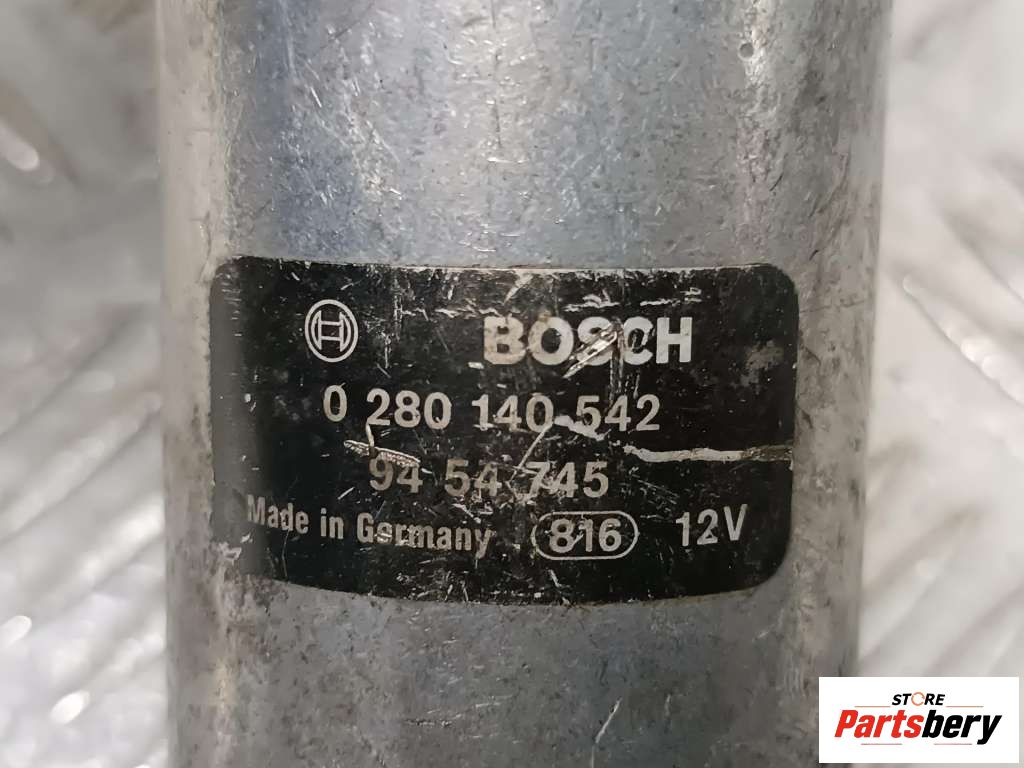 BOSCH
0 280 140 542
94 54 745
Made in Germany 816 12V
STORE
Partsbery